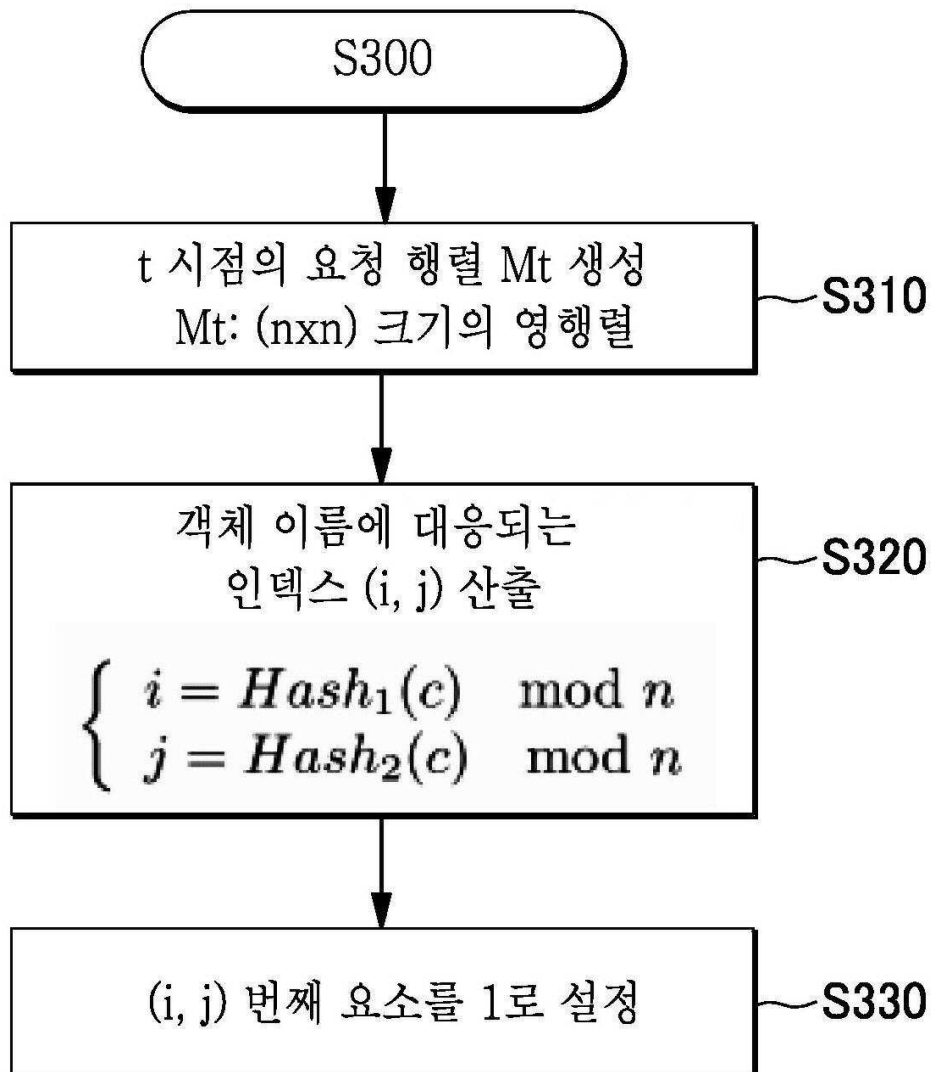 S300
t 시점의 요청 행렬 Mt 생성
Mt: (nxn) 크기의 영행렬
S310
객체 이름에 대응되는
인덱스 (i, j) 산출
S320
i = Hash₁(c) mod n
j = Hash₂(c) mod n
(i, j) 번째 요소를 1로 설정
S330